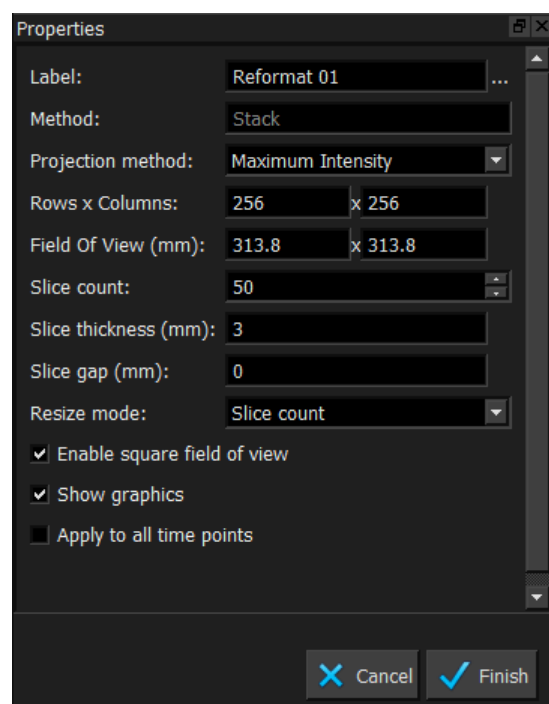 Properties
Label: Reformat 01 ...
Method: Stack
Projection method: Maximum Intensity
Rows x Columns: 256 x 256
Field Of View (mm): 313.8 x 313.8
Slice count: 50
Slice thickness (mm): 3
Slice gap (mm): 0
Resize mode: Slice count
Enable square field of view
Show graphics
Apply to all time points
Cancel Finish